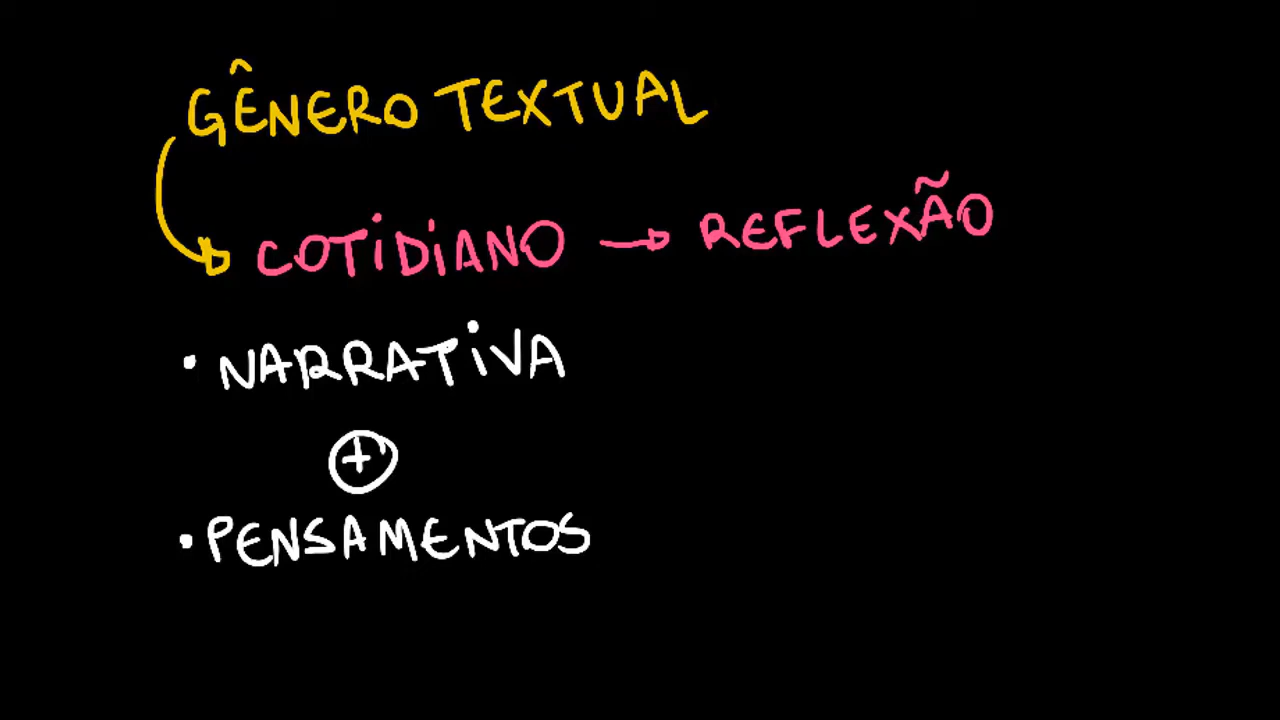 GÊNERO TEXTUAL
COTIDIANO → REFLEXÃO
• NARRATIVA
+
• PENSAMENTOS